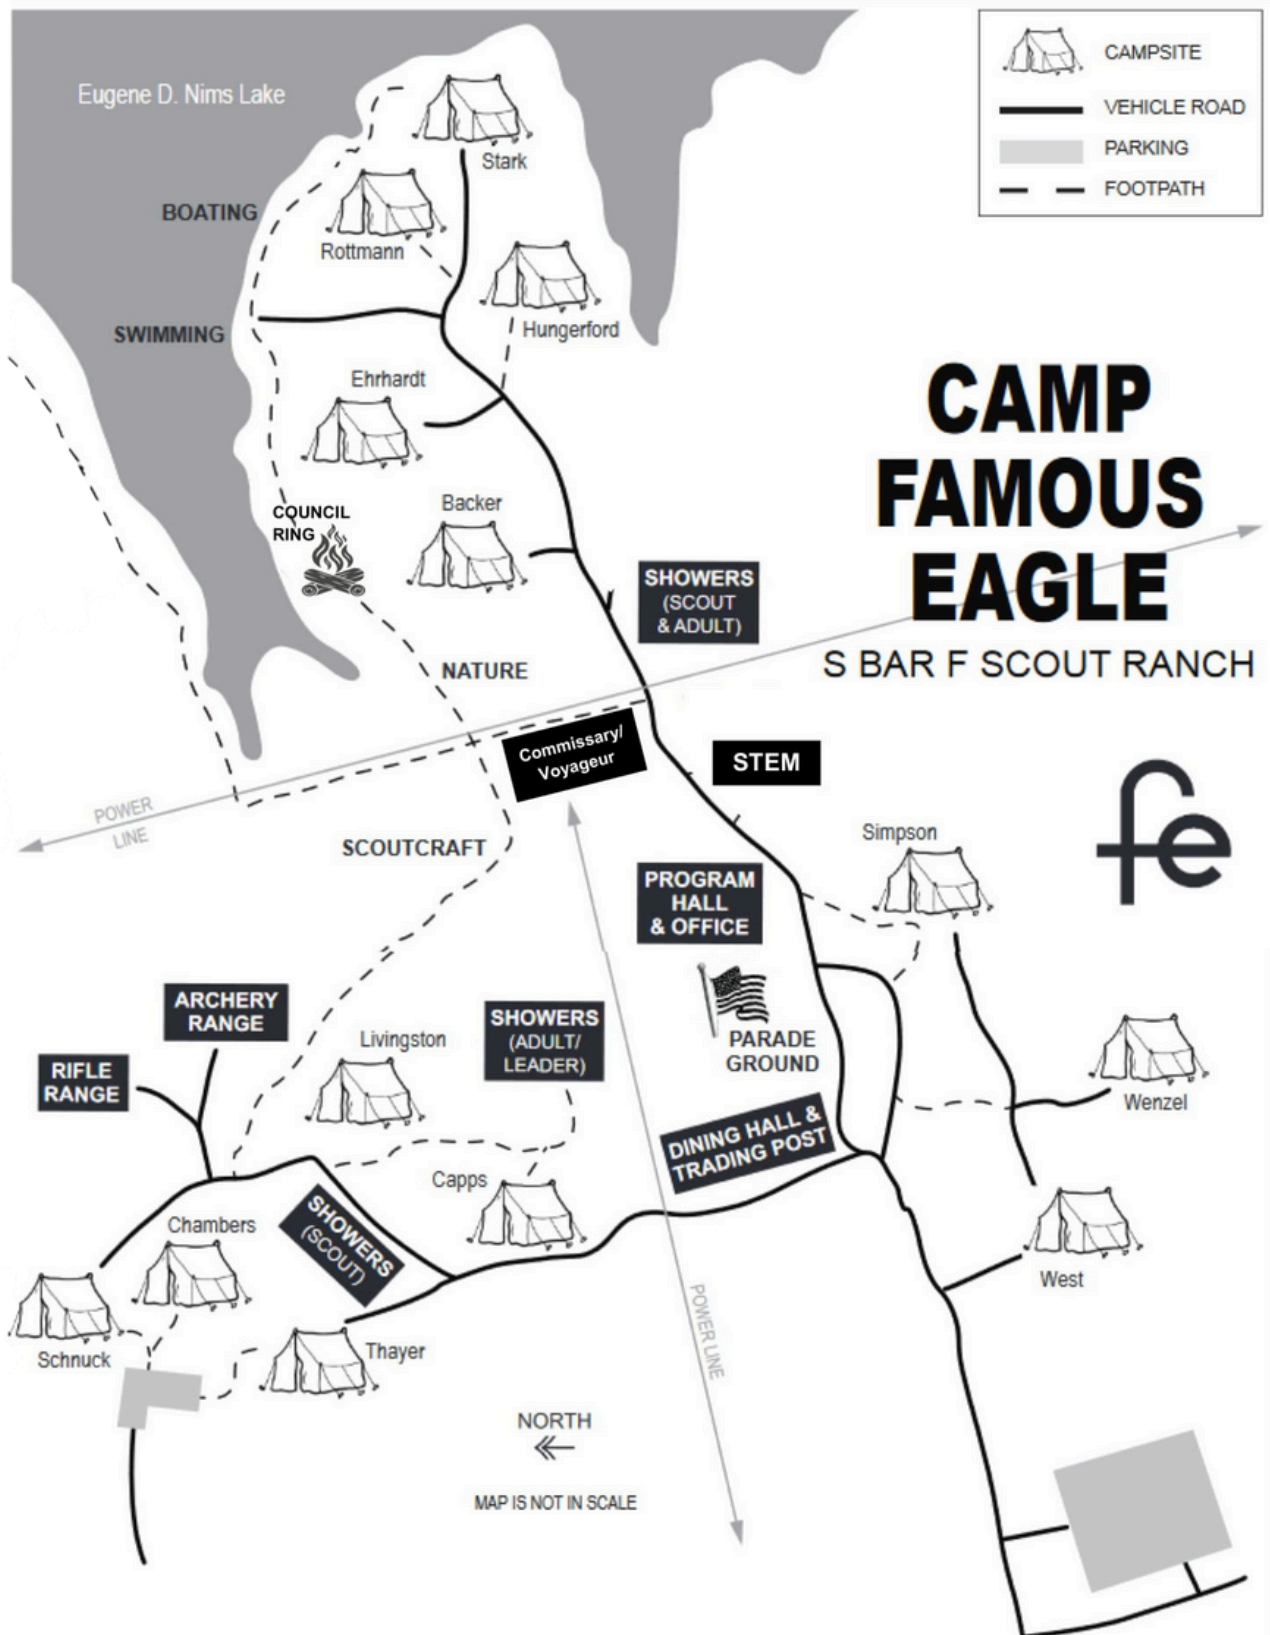 Eugene D. Nims Lake
CAMPSITE
VEHICLE ROAD
PARKING
FOOTPATH
Stark
BOATING
Rottmann
SWIMMING
Hungerford
Ehrhardt
CAMP
FAMOUS
EAGLE
S BAR F SCOUT RANCH
COUNCIL
RING
Backer
SHOWERS
(SCOUT
& ADULT)
NATURE
Commissary/
Voyageur
STEM
fe
POWER
LINE
SCOUTCRAFT
Simpson
PROGRAM
HALL
& OFFICE
ARCHERY
RANGE
RIFLE
RANGE
Livingston
SHOWERS
(ADULT/
LEADER)
PARADE
GROUND
Wenzel
DINING HALL &
TRADING POST
Capps
Chambers
SHOWERS
(SCOUT)
West
POWER LINE
Schnuck
Thayer
NORTH
MAP IS NOT IN SCALE